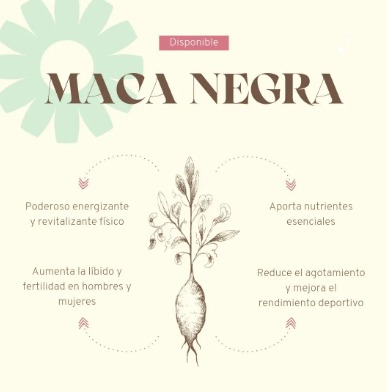 Disponible
MACA NEGRA
Poderoso energizante
y revitalizante físico
Aporta nutrientes
esenciales
Aumenta la líbido y
fertilidad en hombres y
mujeres
Reduce el agotamiento
y mejora el
rendimiento deportivo